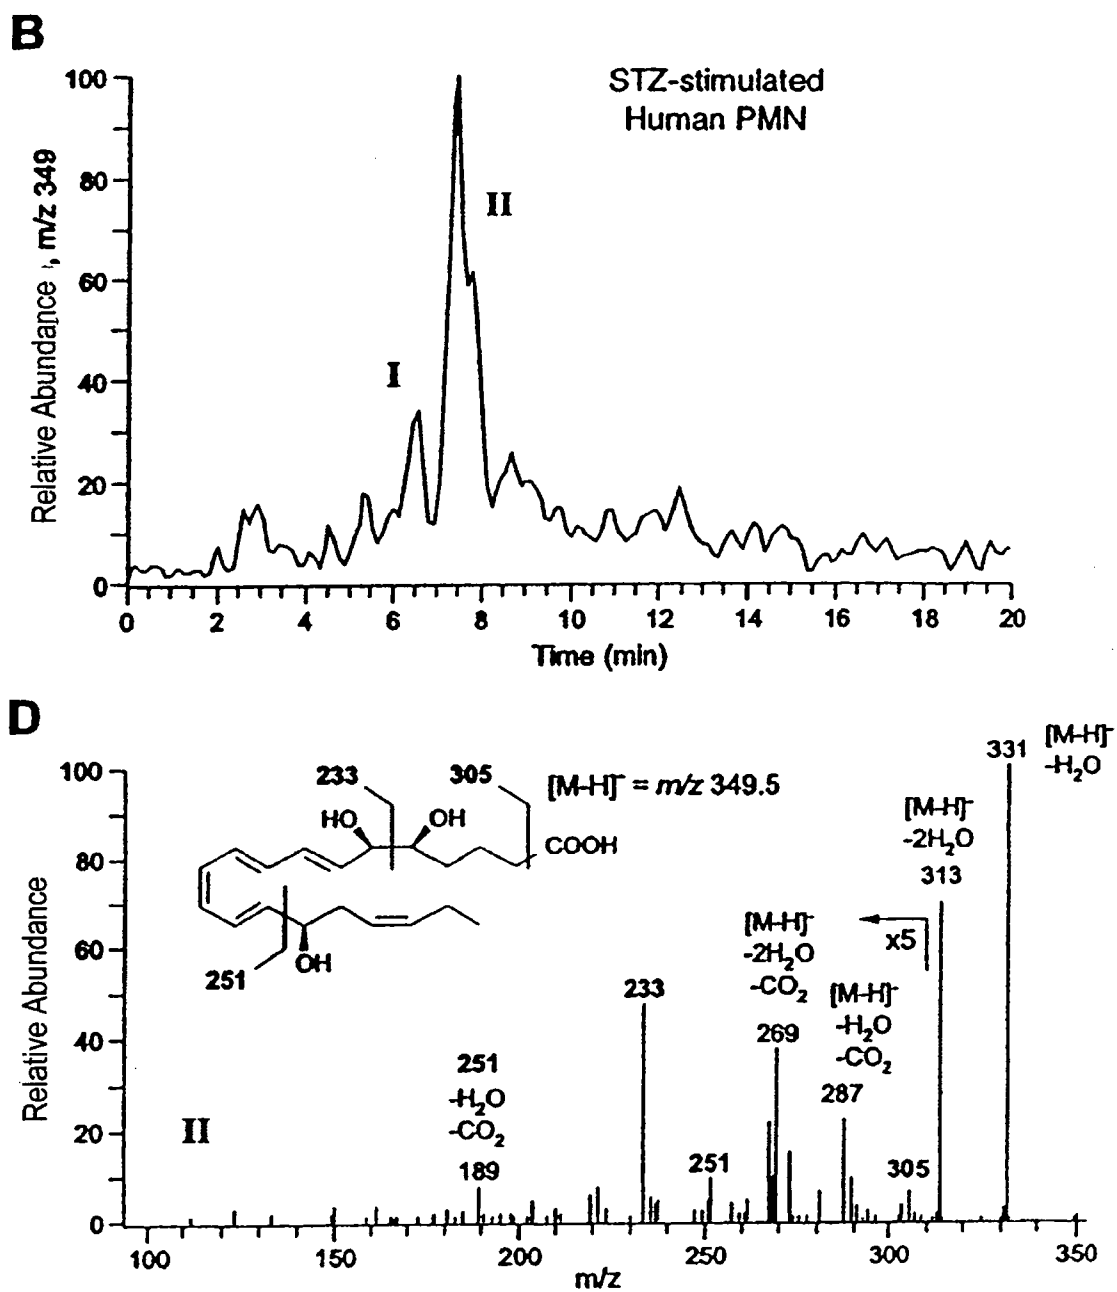 B
STZ-stimulated
Human PMN
Relative Abundance, m/z 349
100
80
60
40
20
0
I
II
0 2 4 6 8 10 12 14 16 18 20
Time (min)
D
Relative Abundance
100
80
60
40
20
0
233
305
[M-H]⁻ = m/z 349.5
HO
OH
COOH
251
OH
331
[M-H]⁻
-H₂O
[M-H]⁻
-2H₂O
313
x5
[M-H]⁻
-2H₂O
-CO₂
269
[M-H]⁻
-H₂O
-CO₂
287
233
251
-H₂O
-CO₂
189
251
305
II
100 150 200 250 300 350
m/z